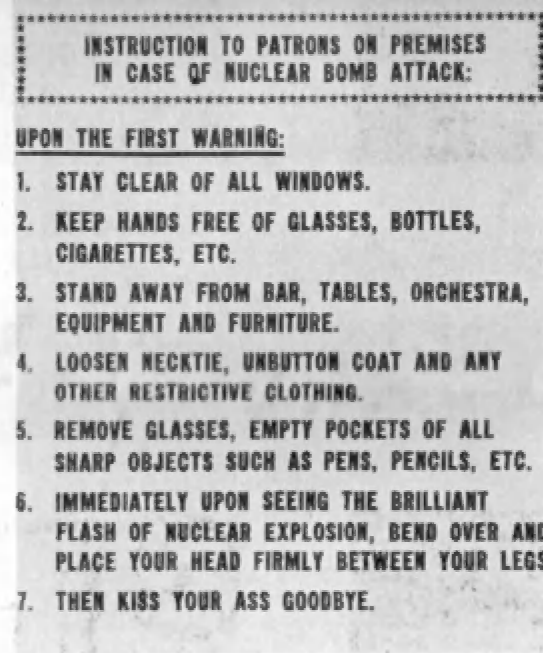 INSTRUCTION TO PATRONS ON PREMISES
IN CASE OF NUCLEAR BOMB ATTACK:
UPON THE FIRST WARNING:
1. STAY CLEAR OF ALL WINDOWS.
2. KEEP HANDS FREE OF GLASSES, BOTTLES,
CIGARETTES, ETC.
3. STAND AWAY FROM BAR, TABLES, ORCHESTRA,
EQUIPMENT AND FURNITURE.
4. LOOSEN NECKTIE, UNBUTTON COAT AND ANY
OTHER RESTRICTIVE CLOTHING.
5. REMOVE GLASSES, EMPTY POCKETS OF ALL
SHARP OBJECTS SUCH AS PENS, PENCILS, ETC.
6. IMMEDIATELY UPON SEEING THE BRILLIANT
FLASH OF NUCLEAR EXPLOSION, BEND OVER AND
PLACE YOUR HEAD FIRMLY BETWEEN YOUR LEGS
7. THEN KISS YOUR ASS GOODBYE.